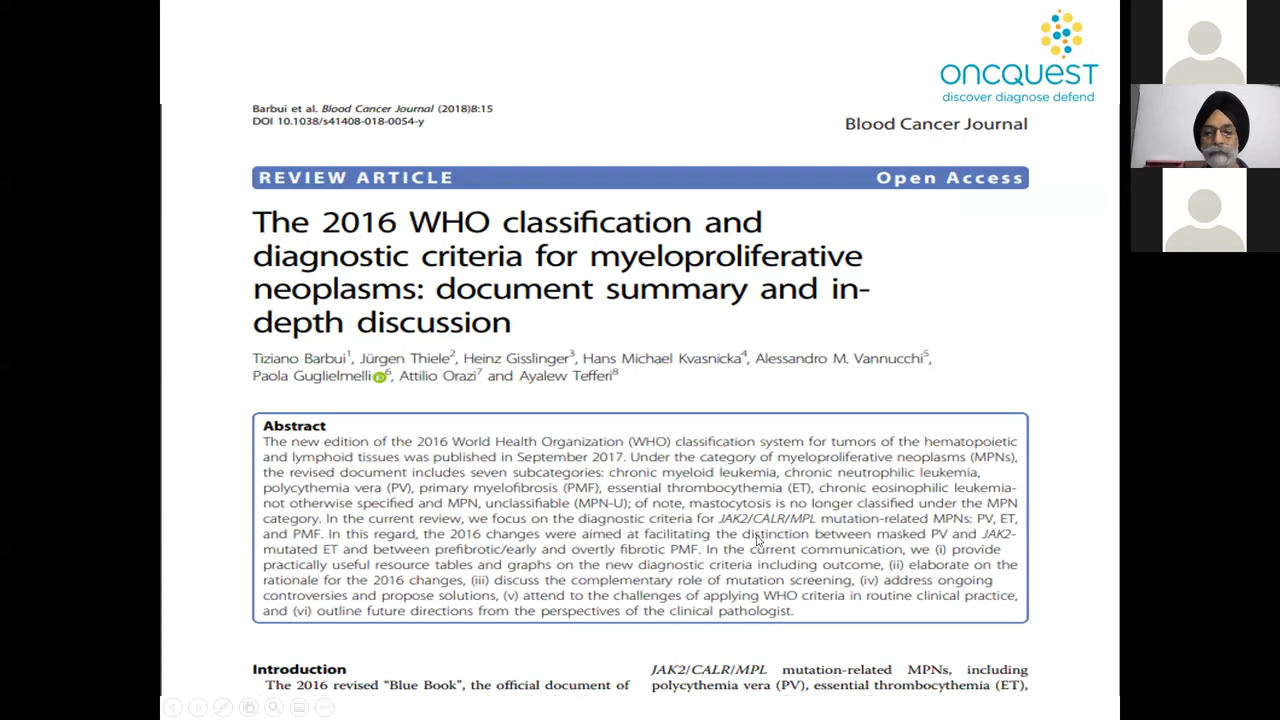 oncquest
discover diagnose defend
Barbui et al. Blood Cancer Journal (2018)8:15
DOI 10.1038/s41408-018-0054-y
Blood Cancer Journal
REVIEW ARTICLE
Open Access
The 2016 WHO classification and
diagnostic criteria for myeloproliferative
neoplasms: document summary and in-
depth discussion
Tiziano Barbui1, Jürgen Thiele2, Heinz Gisslinger3, Hans Michael Kvasnicka4, Alessandro M. Vannucchi5,
Paola Guglielmelli iD 6, Attilio Orazi7 and Ayalew Tefferi8
Abstract
The new edition of the 2016 World Health Organization (WHO) classification system for tumors of the hematopoietic
and lymphoid tissues was published in September 2017. Under the category of myeloproliferative neoplasms (MPNs),
the revised document includes seven subcategories: chronic myeloid leukemia, chronic neutrophilic leukemia,
polycythemia vera (PV), primary myelofibrosis (PMF), essential thrombocythemia (ET), chronic eosinophilic leukemia-
not otherwise specified and MPN, unclassifiable (MPN-U); of note, mastocytosis is no longer classified under the MPN
category. In the current review, we focus on the diagnostic criteria for JAK2/CALR/MPL mutation-related MPNs: PV, ET,
and PMF. In this regard, the 2016 changes were aimed at facilitating the distinction between masked PV and JAK2-
mutated ET and between prefibrotic/early and overtly fibrotic PMF. In the current communication, we (i) provide
practically useful resource tables and graphs on the new diagnostic criteria including outcome, (ii) elaborate on the
rationale for the 2016 changes, (iii) discuss the complementary role of mutation screening, (iv) address ongoing
controversies and propose solutions, (v) attend to the challenges of applying WHO criteria in routine clinical practice,
and (vi) outline future directions from the perspectives of the clinical pathologist.
Introduction
The 2016 revised “Blue Book”, the official document of
JAK2/CALR/MPL mutation-related MPNs, including
polycythemia vera (PV), essential thrombocythemia (ET),